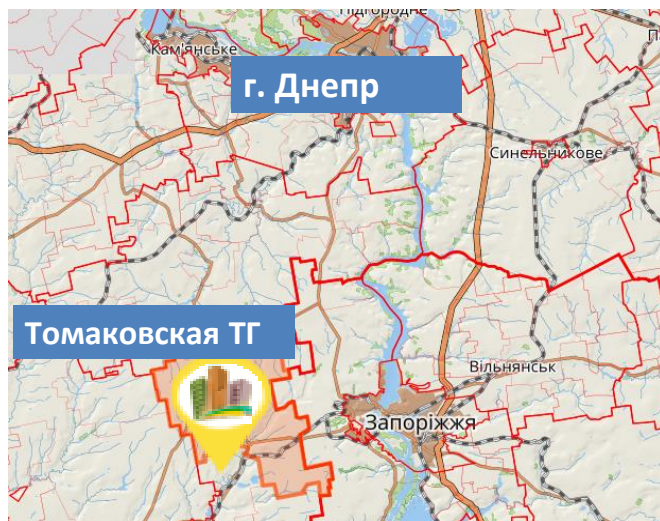 Підгородне
Кам'янське
г. Днепр
Синельникове
Томаковская ТГ
Вільнянськ
Запоріжжя